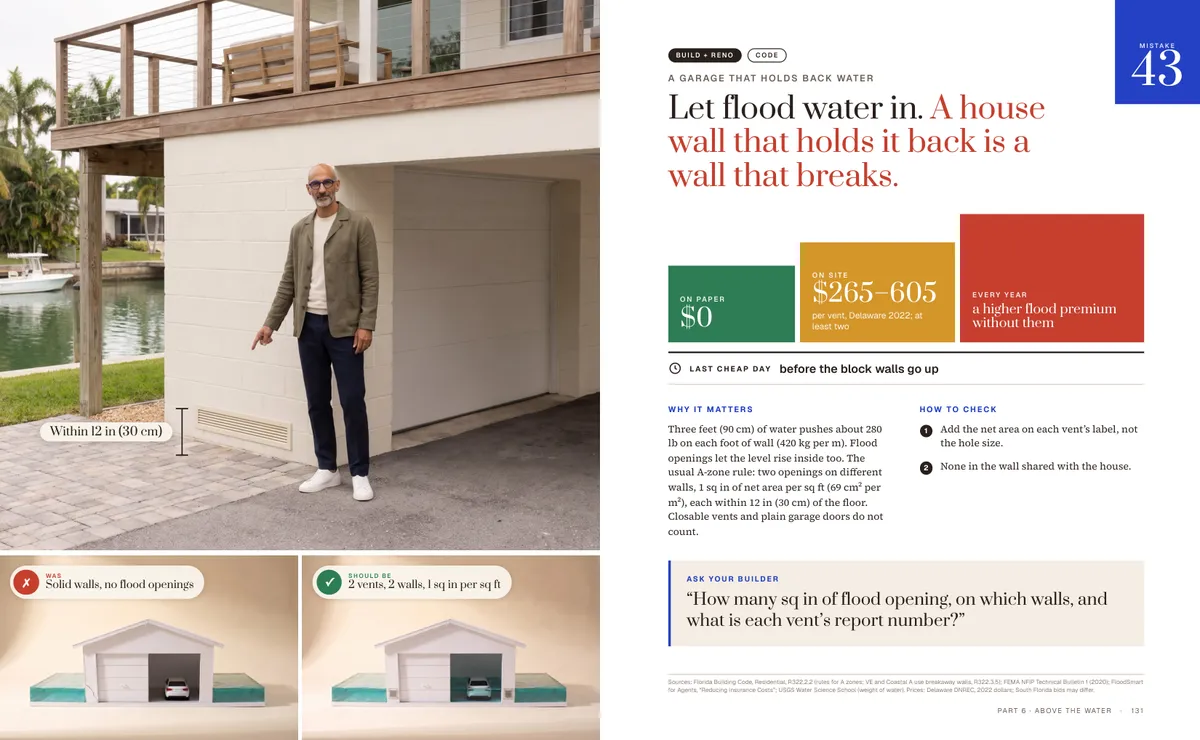 Within 12 in (30 cm)
WAS
Solid walls, no flood openings
SHOULD BE
2 vents, 2 walls, 1 sq in per sq ft
MISTAKE
43
BUILD + RENO
CODE
A GARAGE THAT HOLDS BACK WATER
Let flood water in. A house
wall that holds it back is a
wall that breaks.
ON PAPER
$0
ON SITE
$265–605
per vent, Delaware 2022; at
least two
EVERY YEAR
a higher flood premium
without them
LAST CHEAP DAY before the block walls go up
WHY IT MATTERS
Three feet (90 cm) of water pushes about 280
lb on each foot of wall (420 kg per m). Flood
openings let the level rise inside too. The
usual A-zone rule: two openings on different
walls, 1 sq in of net area per sq ft (69 cm² per
m²), each within 12 in (30 cm) of the floor.
Closable vents and plain garage doors do not
count.
HOW TO CHECK
1 Add the net area on each vent’s label, not
the hole size.
2 None in the wall shared with the house.
ASK YOUR BUILDER
“How many sq in of flood opening, on which walls, and
what is each vent’s report number?”
Sources: Florida Building Code, Residential, R322.2.2 (rules for A zones; VE and Coastal A use breakaway walls, R322.3.5); FEMA NFIP Technical Bulletin 1 (2020); FloodSmart
for Agents, “Reducing Insurance Costs”; USGS Water Science School (weight of water). Prices: Delaware DNREC, 2022 dollars; South Florida bids may differ.
PART 6 · ABOVE THE WATER · 131